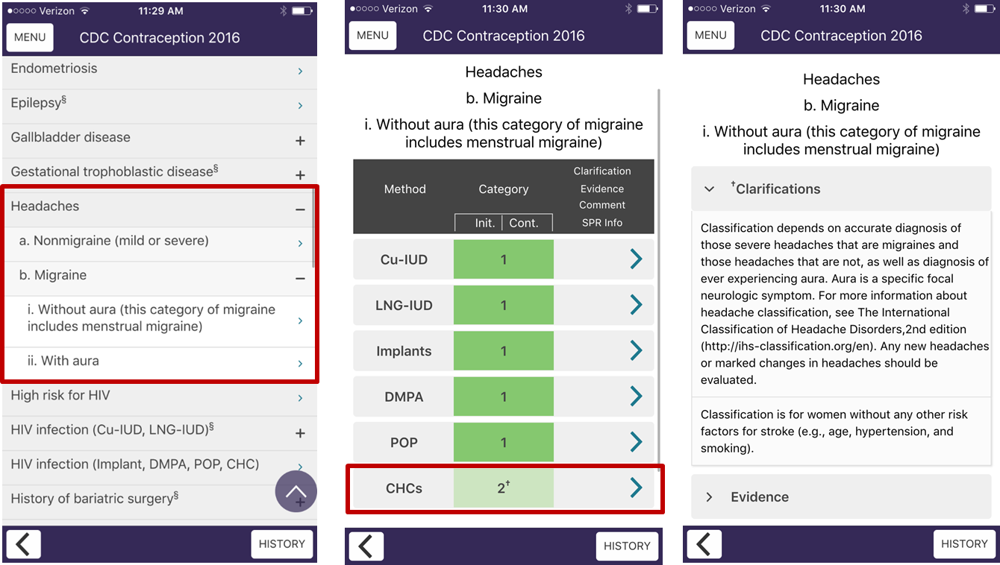 ●○○○○ Verizon 11:29 AM
MENU CDC Contraception 2016
Endometriosis
Epilepsy§
Gallbladder disease +
Gestational trophoblastic disease§ +
Headaches –
a. Nonmigraine (mild or severe)
b. Migraine –
i. Without aura (this category of migraine
includes menstrual migraine)
ii. With aura
High risk for HIV
HIV infection (Cu-IUD, LNG-IUD)§ +
HIV infection (Implant, DMPA, POP, CHC)
History of bariatric surgery§ +
HISTORY
●○○○○ Verizon 11:30 AM
MENU CDC Contraception 2016
Headaches
b. Migraine
i. Without aura (this category of migraine
includes menstrual migraine)
Method Category Clarification
Evidence
Comment
Init. Cont. SPR Info
Cu-IUD 1
LNG-IUD 1
Implants 1
DMPA 1
POP 1
CHCs 2†
HISTORY
●○○○○ Verizon 11:30 AM
MENU CDC Contraception 2016
Headaches
b. Migraine
i. Without aura (this category of migraine
includes menstrual migraine)
†Clarifications
Classification depends on accurate diagnosis of
those severe headaches that are migraines and
those headaches that are not, as well as diagnosis of
ever experiencing aura. Aura is a specific focal
neurologic symptom. For more information about
headache classification, see The International
Classification of Headache Disorders,2nd edition
(http://ihs-classification.org/en). Any new headaches
or marked changes in headaches should be
evaluated.
Classification is for women without any other risk
factors for stroke (e.g., age, hypertension, and
smoking).
Evidence
HISTORY